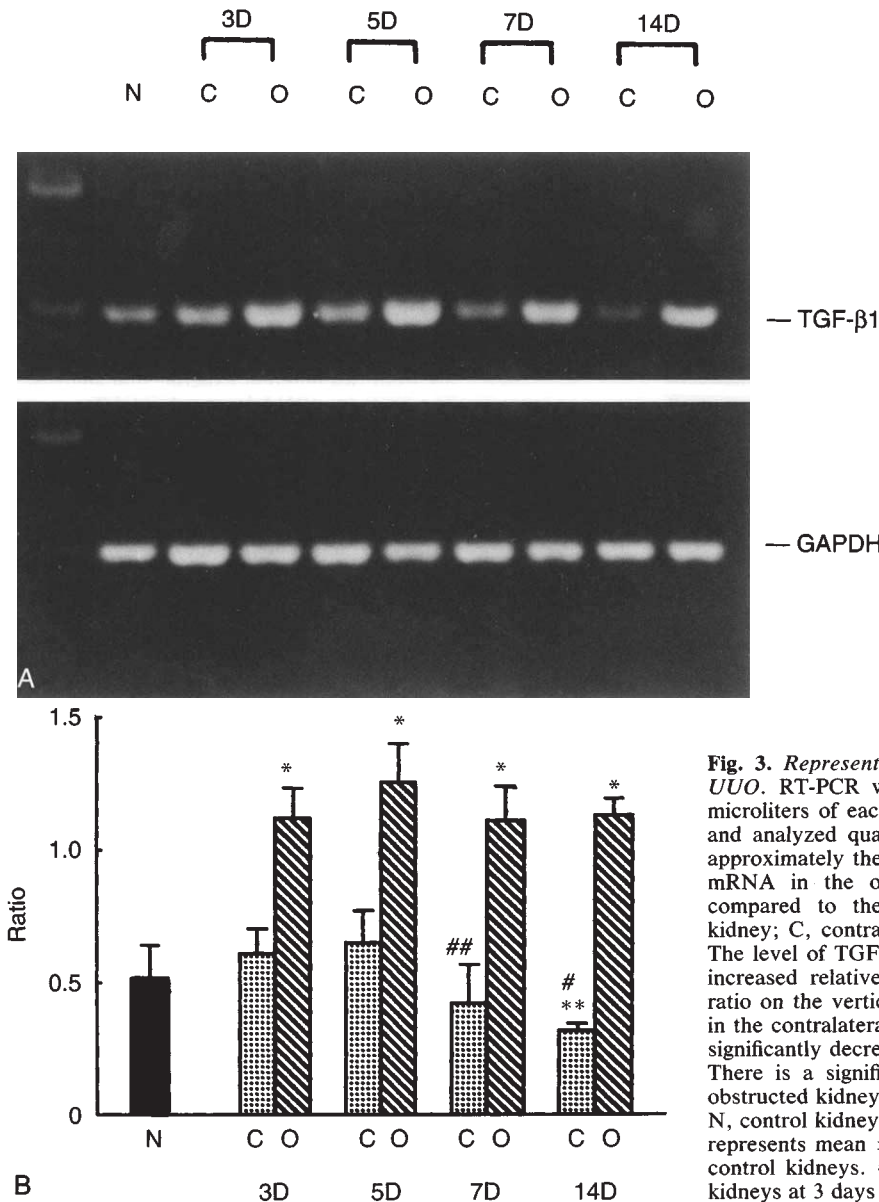 3D 5D 7D 14D
N C O C O C O C O
— TGF-β1
— GAPDH
A
1.5
1.0
0.5
0
Ratio
* * * *
## #
**
N C O C O C O C O
3D 5D 7D 14D
B
Fig. 3. Represent
UUO. RT-PCR w
microliters of eac
and analyzed qua
approximately the
mRNA in the o
compared to the
kidney; C, contra
The level of TGF
increased relative
ratio on the vertic
in the contralatera
significantly decre
There is a signifi
obstructed kidney
N, control kidney
represents mean
control kidneys.
kidneys at 3 days